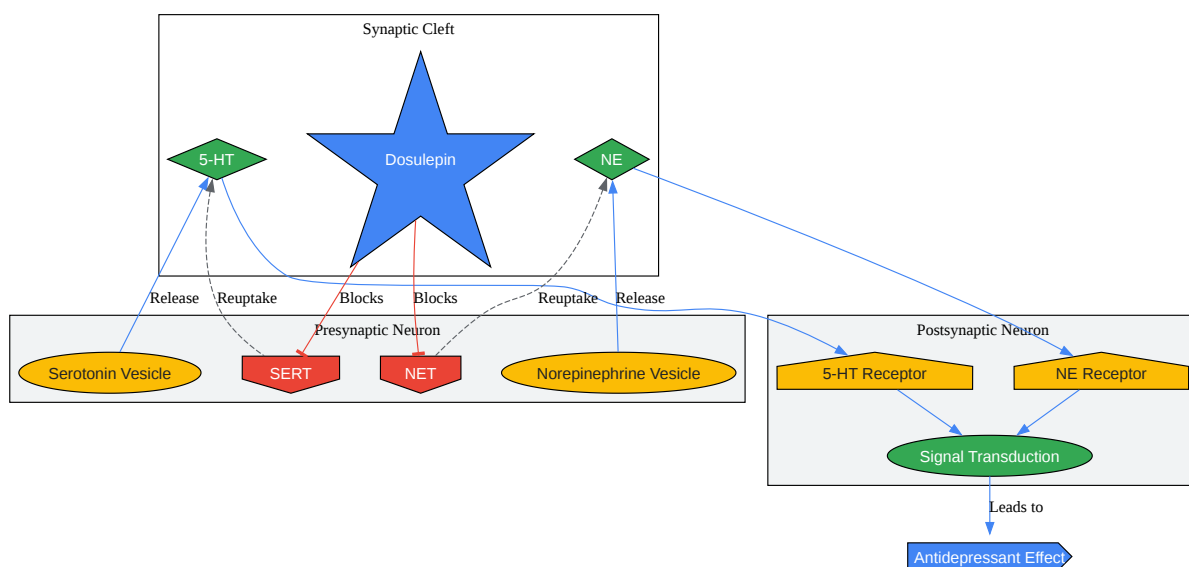 Synaptic Cleft
5-HT
Dosulepin
NE
Release
Reuptake
Blocks
Blocks
Reuptake
Release
Presynaptic Neuron
Postsynaptic Neuron
Serotonin Vesicle
SERT
NET
Norepinephrine Vesicle
5-HT Receptor
NE Receptor
Signal Transduction
Leads to
Antidepressant Effect